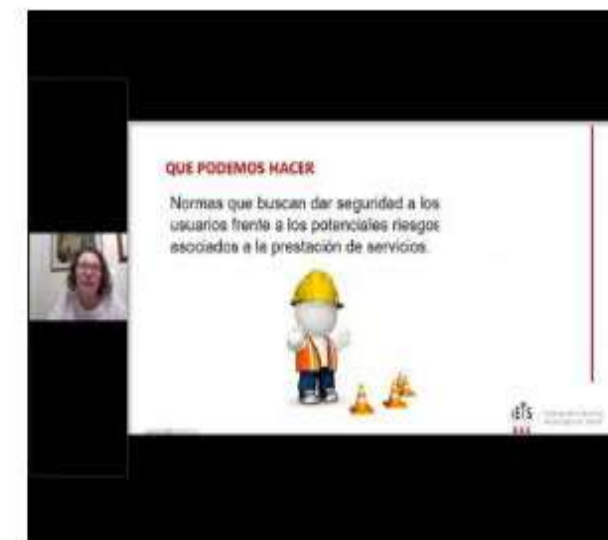 QUE PODEMOS HACER
Normas que buscan dar seguridad a los
usuarios frente a los potenciales riesgos
asociados a la prestación de servicios.
iETS